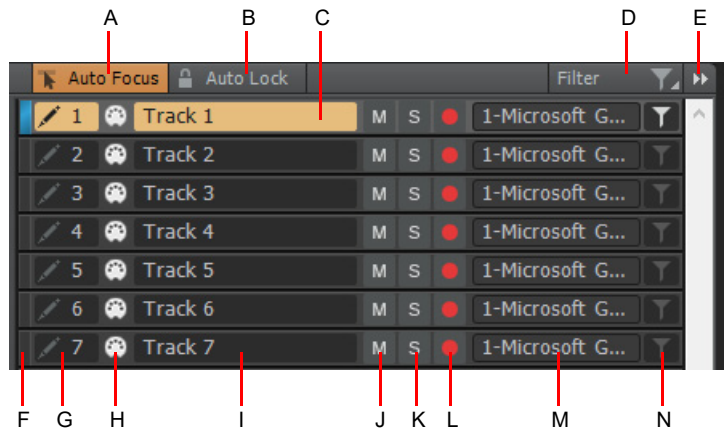 A B C D E
Auto Focus Auto Lock Filter
1 Track 1 M S 1-Microsoft G...
2 Track 2 M S 1-Microsoft G...
3 Track 3 M S 1-Microsoft G...
4 Track 4 M S 1-Microsoft G...
5 Track 5 M S 1-Microsoft G...
6 Track 6 M S 1-Microsoft G...
7 Track 7 M S 1-Microsoft G...
F G H I J K L M N